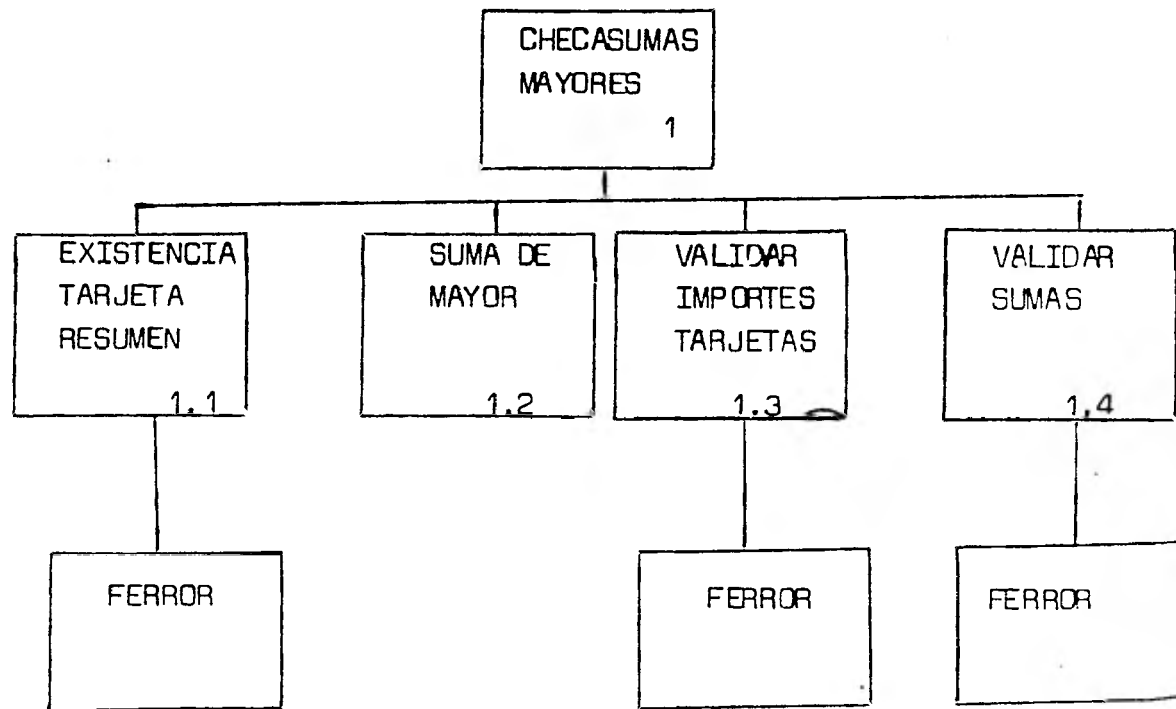 CHECASUMAS
MAYORES
1
EXISTENCIA
TARJETA
RESUMEN
1.1
SUMA DE
MAYOR
1.2
VALIDAR
IMPORTES
TARJETAS
1.3
VALIDAR
SUMAS
1.4
FERROR
FERROR
FERROR